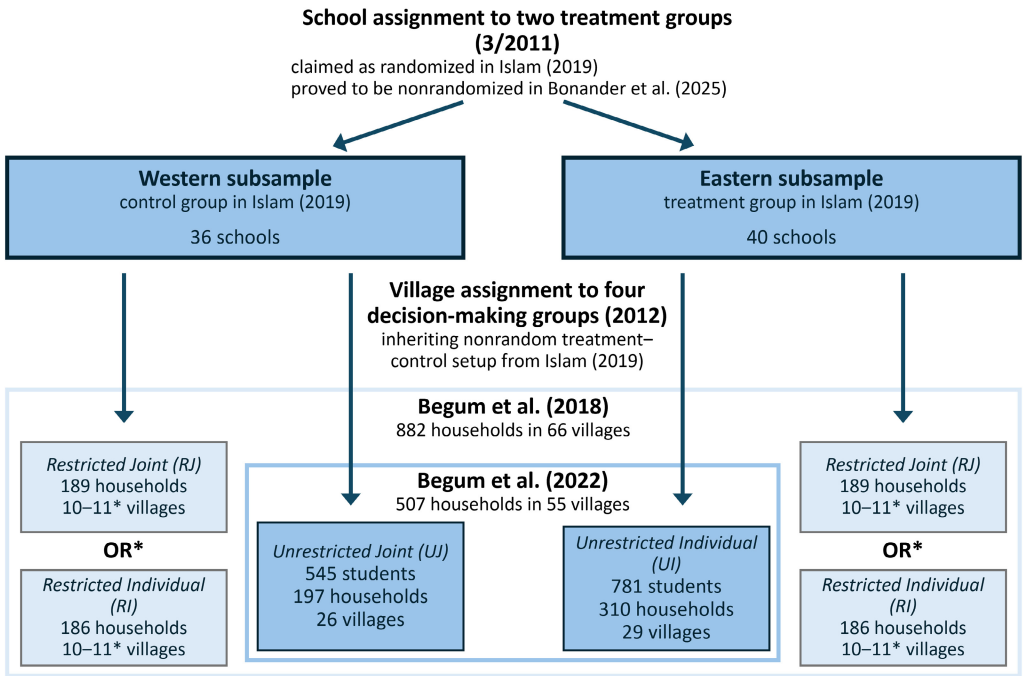 School assignment to two treatment groups
(3/2011)
claimed as randomized in Islam (2019)
proved to be nonrandomized in Bonander et al. (2025)
Western subsample
control group in Islam (2019)
36 schools
Eastern subsample
treatment group in Islam (2019)
40 schools
Village assignment to four
decision-making groups (2012)
inheriting nonrandom treatment–
control setup from Islam (2019)
Begum et al. (2018)
882 households in 66 villages
Restricted Joint (RJ)
189 households
10–11* villages
OR*
Restricted Individual
(RI)
186 households
10–11* villages
Begum et al. (2022)
507 households in 55 villages
Unrestricted Joint (UJ)
545 students
197 households
26 villages
Unrestricted Individual
(UI)
781 students
310 households
29 villages
Restricted Joint (RJ)
189 households
10–11* villages
OR*
Restricted Individual
(RI)
186 households
10–11* villages